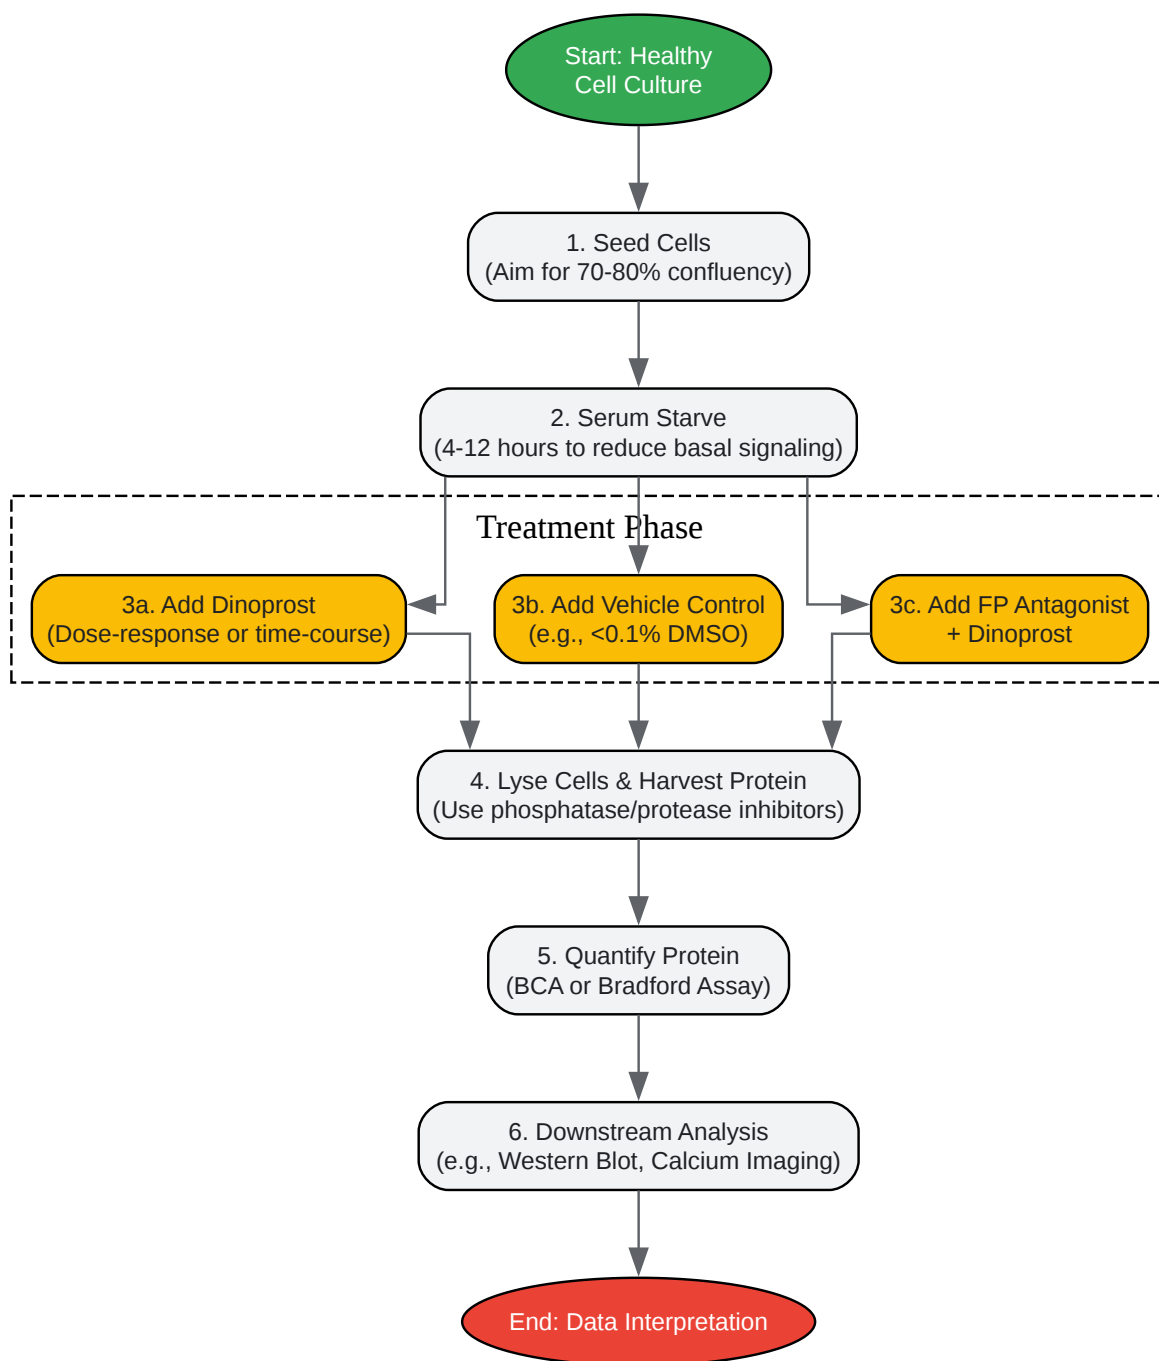 Start: Healthy
Cell Culture
1. Seed Cells
(Aim for 70-80% confluency)
2. Serum Starve
(4-12 hours to reduce basal signaling)
Treatment Phase
3a. Add Dinoprost
(Dose-response or time-course)
3b. Add Vehicle Control
(e.g., <0.1% DMSO)
3c. Add FP Antagonist
+ Dinoprost
4. Lyse Cells & Harvest Protein
(Use phosphatase/protease inhibitors)
5. Quantify Protein
(BCA or Bradford Assay)
6. Downstream Analysis
(e.g., Western Blot, Calcium Imaging)
End: Data Interpretation